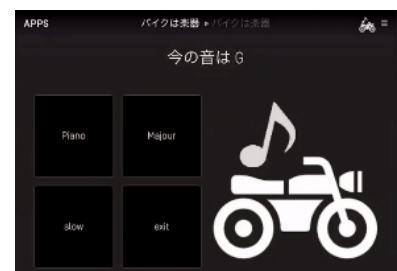 APPS
バイクは楽器 ▸ バイクは楽器
今の音は G
Piano
Majour
slow
exit